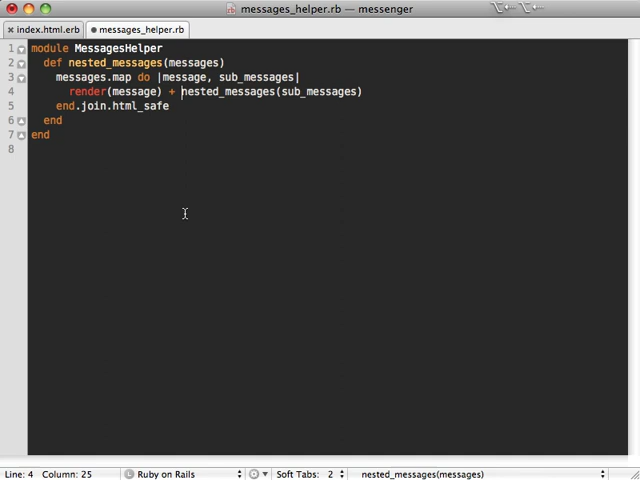 messages_helper.rb — messenger
index.html.erb
messages_helper.rb
1 module MessagesHelper
2 def nested_messages(messages)
3 messages.map do |message, sub_messages|
4 render(message) + nested_messages(sub_messages)
5 end.join.html_safe
6 end
7 end
8
Line: 4 Column: 25 Ruby on Rails Soft Tabs: 2 nested_messages(messages)